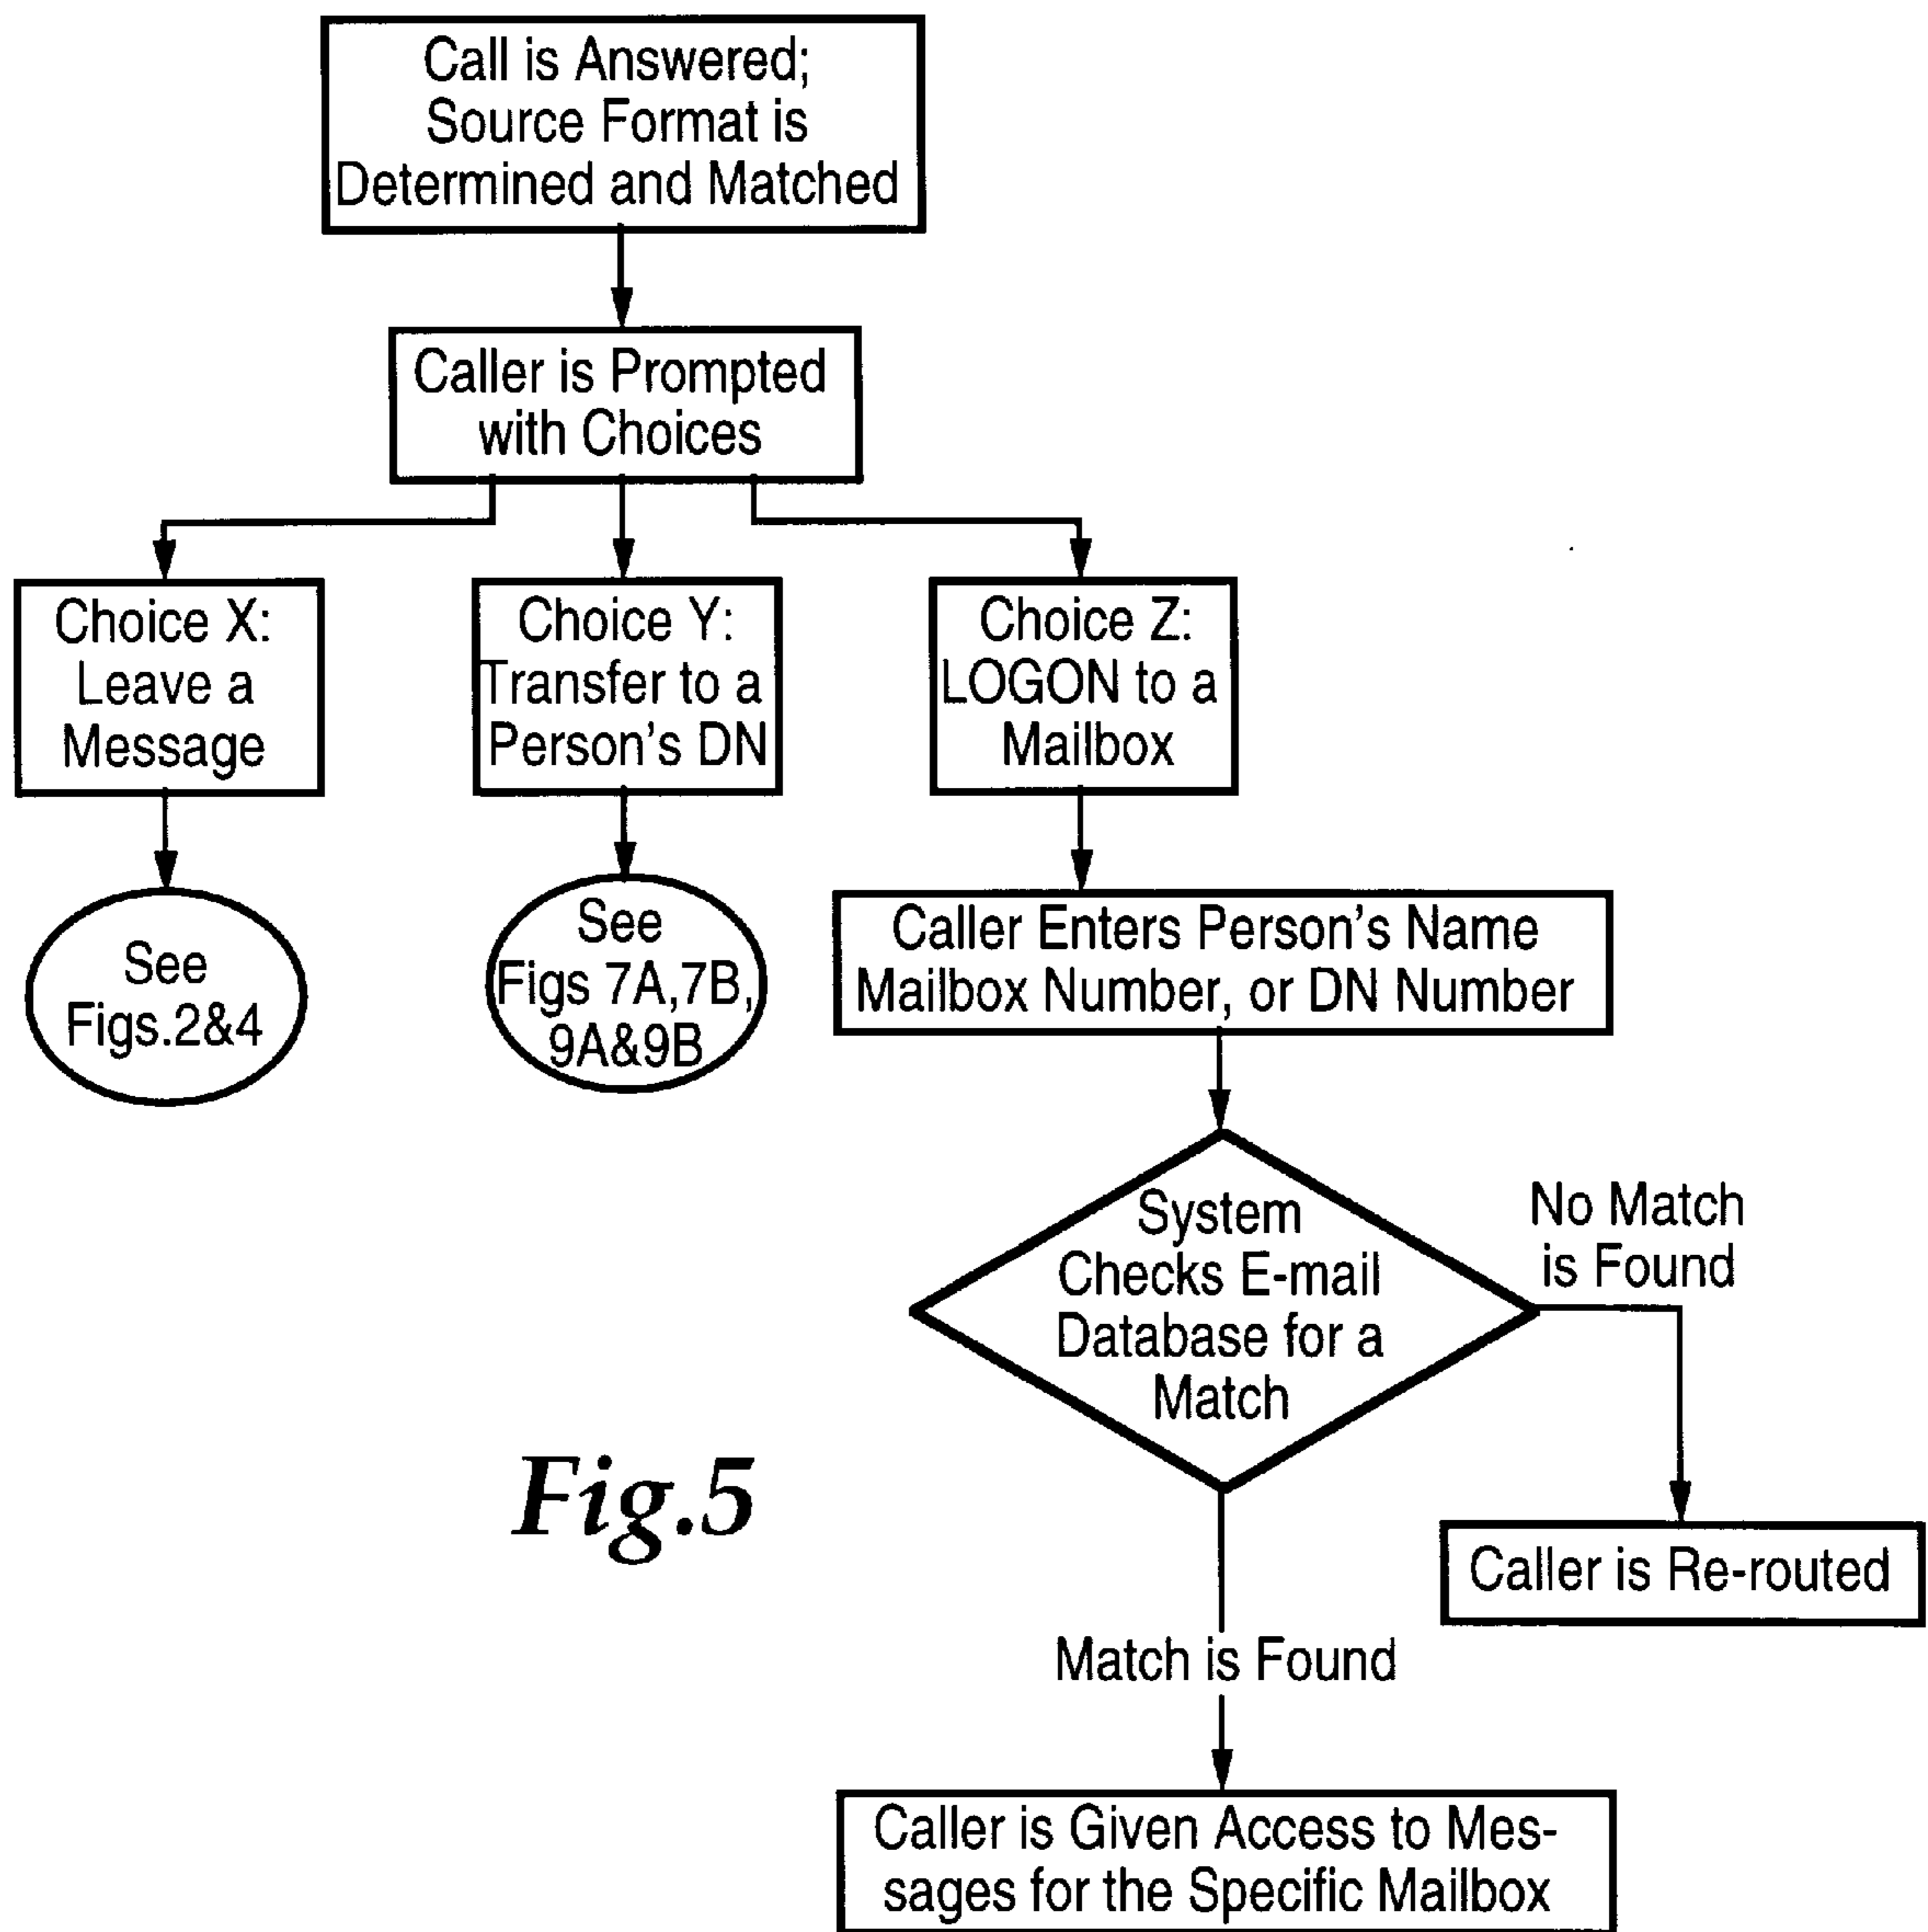 Call is Answered;
Source Format is
Determined and Matched
Caller is Prompted
with Choices
Choice X:
Leave a
Message
Choice Y:
Transfer to a
Person's DN
Choice Z:
LOGON to a
Mailbox
See
Figs.2&4
See
Figs 7A,7B,
9A&9B
Caller Enters Person's Name
Mailbox Number, or DN Number
System
Checks E-mail
Database for a
Match
No Match
is Found
Caller is Re-routed
Match is Found
Caller is Given Access to Mes-
sages for the Specific Mailbox
Fig.5